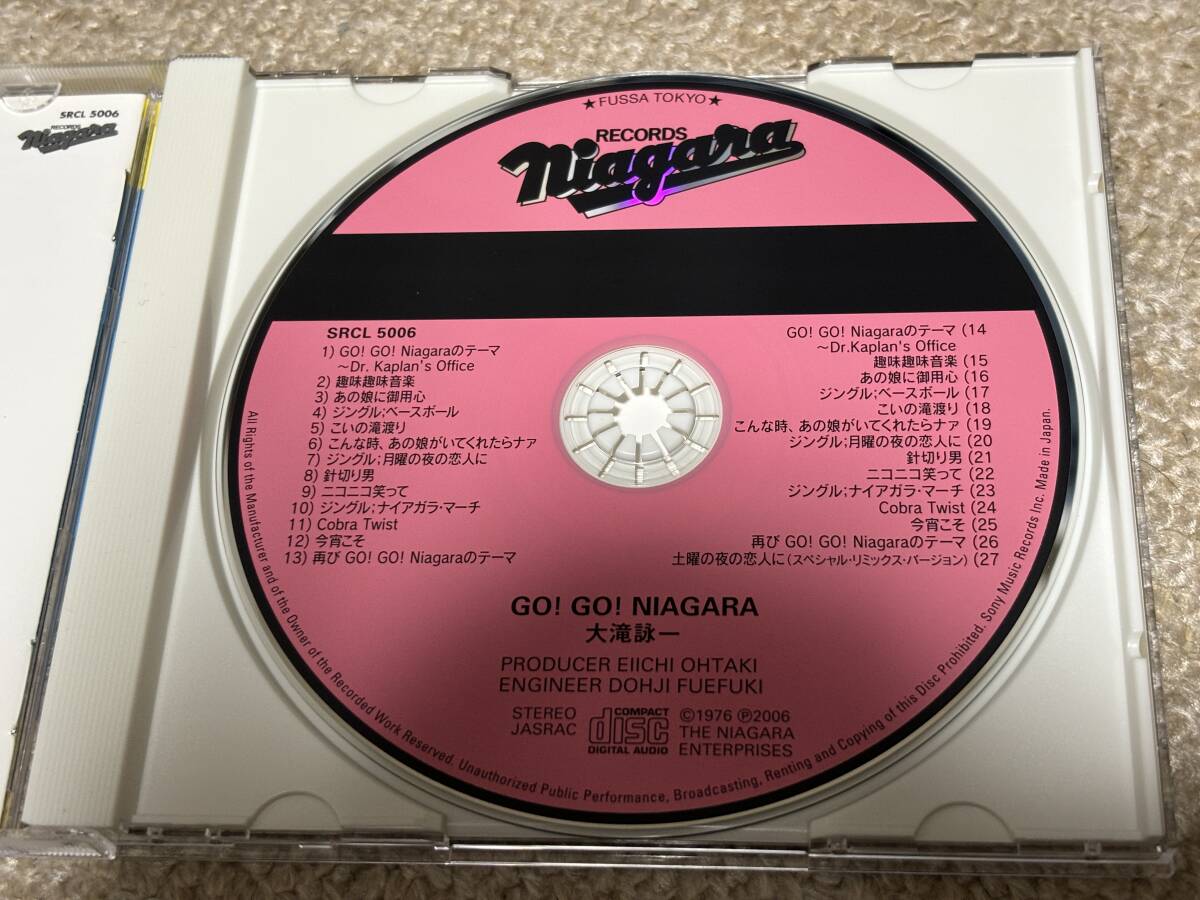 SRCL 5006
RECORDS
Niagara
★FUSSA TOKYO★
RECORDS
Niagara
SRCL 5006
1) GO! GO! Niagaraのテーマ
～Dr. Kaplan's Office
2) 趣味趣味音楽
3) あの娘に御用心
4) ジングル;ベースボール
5) こいの滝渡り
6) こんな時、あの娘がいてくれたらナァ
7) ジングル;月曜の夜の恋人に
8) 針切り男
9) ニコニコ笑って
10) ジングル;ナイアガラ・マーチ
11) Cobra Twist
12) 今宵こそ
13) 再び GO! GO! Niagaraのテーマ
GO! GO! Niagaraのテーマ (14
～Dr.Kaplan's Office
趣味趣味音楽 (15
あの娘に御用心 (16
ジングル;ベースボール (17
こいの滝渡り (18
こんな時、あの娘がいてくれたらナァ (19
ジングル;月曜の夜の恋人に (20
針切り男 (21
ニコニコ笑って (22
ジングル;ナイアガラ・マーチ (23
Cobra Twist (24
今宵こそ (25
再び GO! GO! Niagaraのテーマ (26
土曜の夜の恋人に(スペシャル・リミックス・バージョン) (27
GO! GO! NIAGARA
大滝詠一
PRODUCER EIICHI OHTAKI
ENGINEER DOHJI FUEFUKI
STEREO
JASRAC
COMPACT
disc
DIGITAL AUDIO
©1976 ℗2006
THE NIAGARA
ENTERPRISES
All Rights of the Manufacturer and of the Owner of the Recorded Work Reserved. Unauthorized Public Performance, Broadcasting, Renting and Copying of this Disc Prohibited. Sony Music Records Inc. Made in Japan.